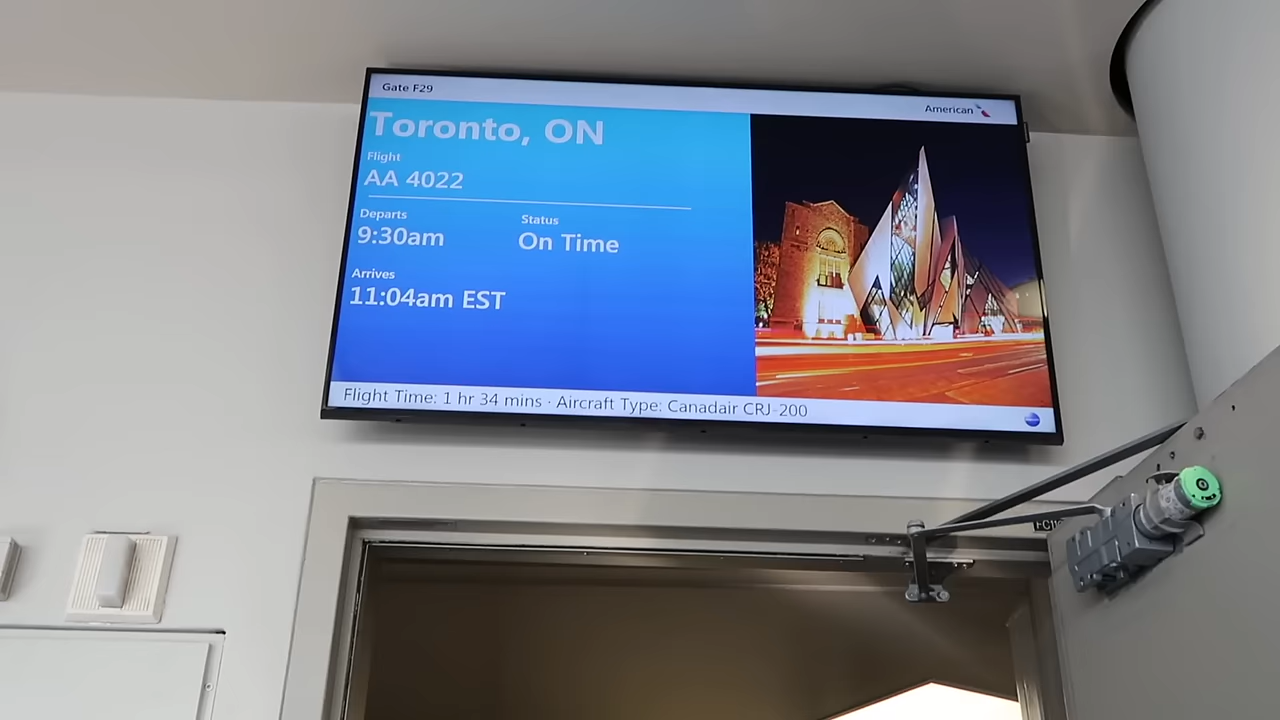 Gate F29
American
Toronto, ON
Flight
AA 4022
Departs
Status
9:30am
On Time
Arrives
11:04am EST
Flight Time: 1 hr 34 mins · Aircraft Type: Canadair CRJ-200